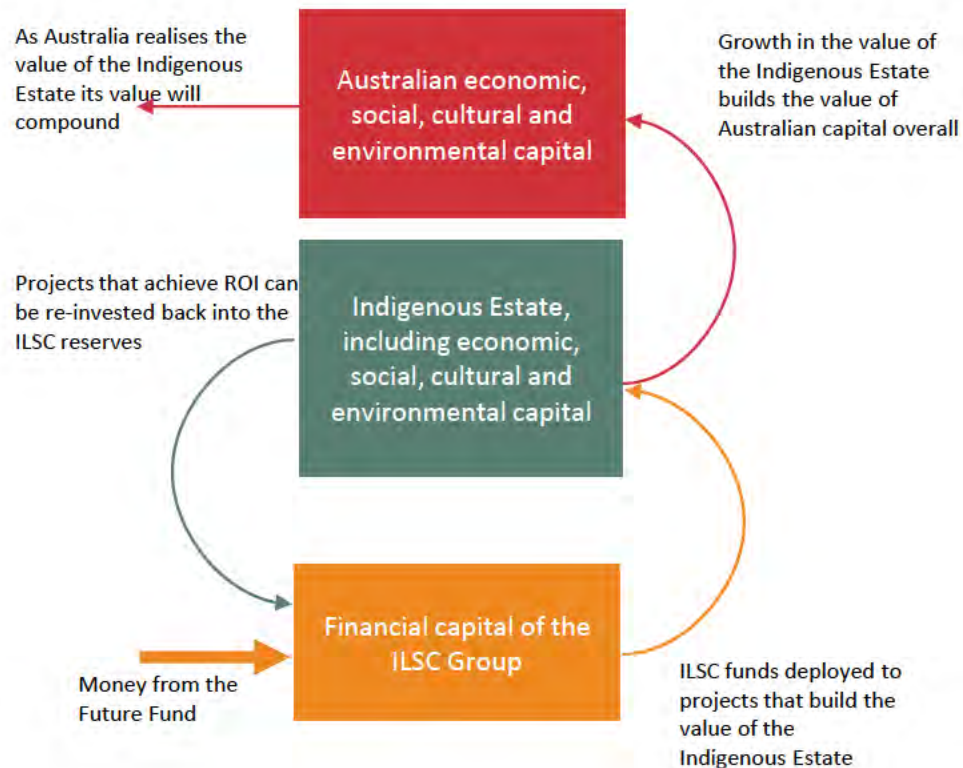 As Australia realises the
value of the Indigenous
Estate its value will
compound
Australian economic,
social, cultural and
environmental capital
Growth in the value of
the Indigenous Estate
builds the value of
Australian capital overall
Projects that achieve ROI can
be re-invested back into the
ILSC reserves
Indigenous Estate,
including economic,
social, cultural and
environmental capital
Financial capital of the
ILSC Group
Money from the
Future Fund
ILSC funds deployed to
projects that build the
value of the
Indigenous Estate